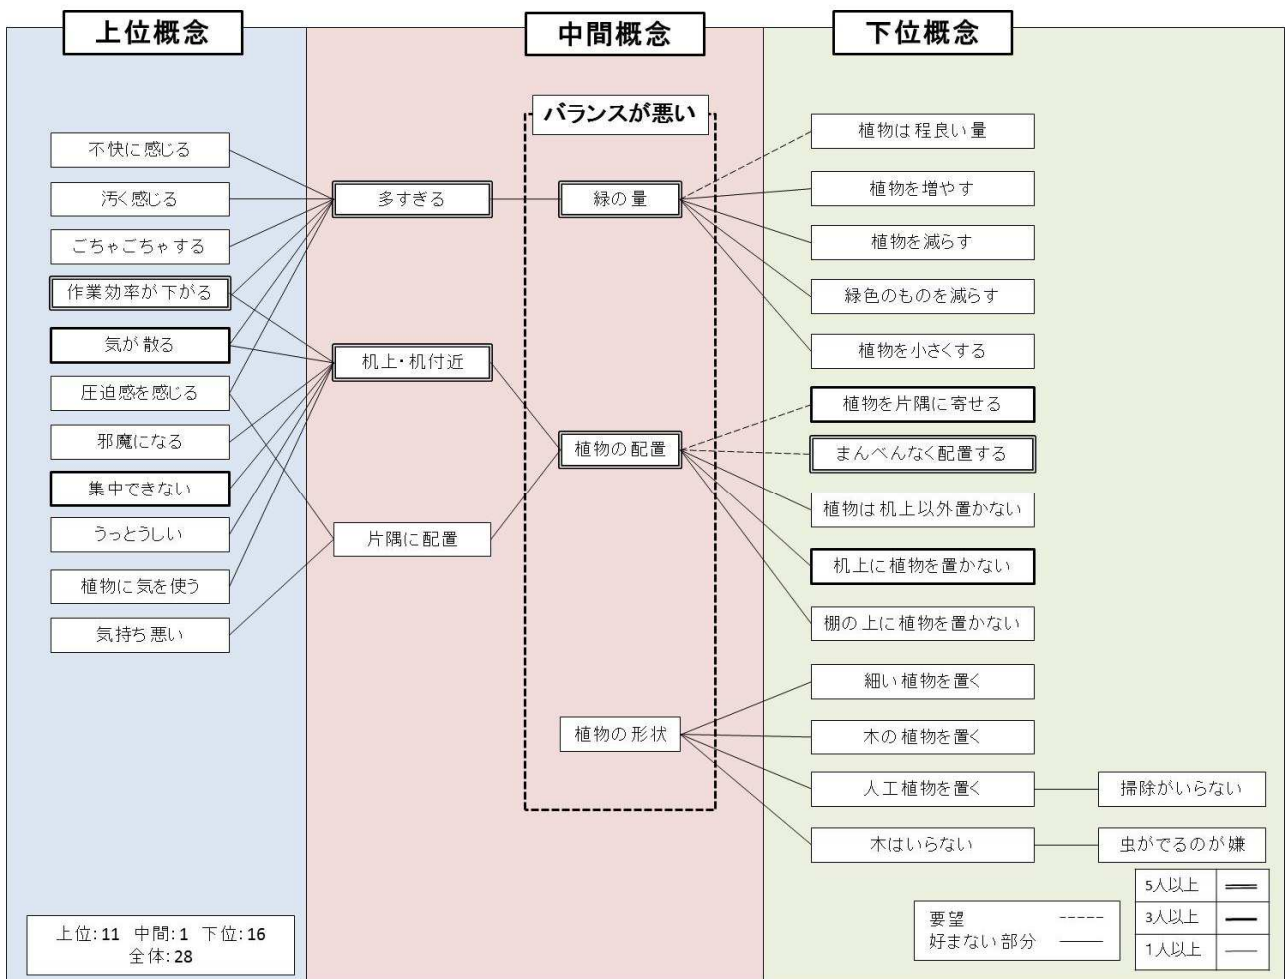 上位概念
中間概念
下位概念
バランスが悪い
不快に感じる
汚く感じる
ごちゃごちゃする
作業効率が下がる
気が散る
圧迫感を感じる
邪魔になる
集中できない
うっとうしい
植物に気を使う
気持ち悪い
多すぎる
机上・机付近
片隅に配置
緑の量
植物の配置
植物の形状
植物は程良い量
植物を増やす
植物を減らす
緑色のものを減らす
植物を小さくする
植物を片隅に寄せる
まんべんなく配置する
植物は机上以外置かない
机上に植物を置かない
棚の上に植物を置かない
細い植物を置く
木の植物を置く
人工植物を置く
掃除がいらない
木はいらない
虫がでるのが嫌
上位:11 中間:1 下位:16
全体:28
要望
好まない部分
5人以上
3人以上
1人以上